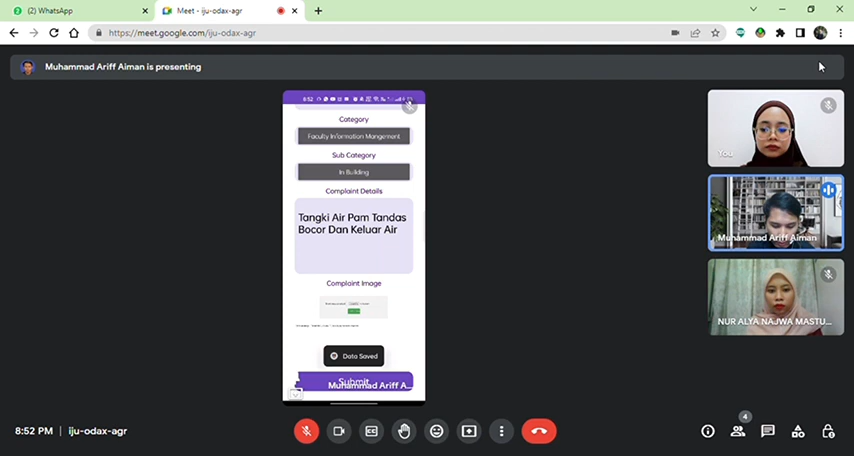 (2) WhatsApp
Meet - iju-odax-agr
https://meet.google.com/iju-odax-agr
Muhammad Ariff Aiman is presenting
8:52
Category
Faculty Information Mangement
Sub Category
In Building
Complaint Details
Tangki Air Pam Tandas
Bocor Dan Keluar Air
Complaint Image
Data Saved
Submit
Muhammad Ariff A...
You
Muhammad Ariff Aiman
NUR ALYA NAJWA MASTU...
8:52 PM | iju-odax-agr
4